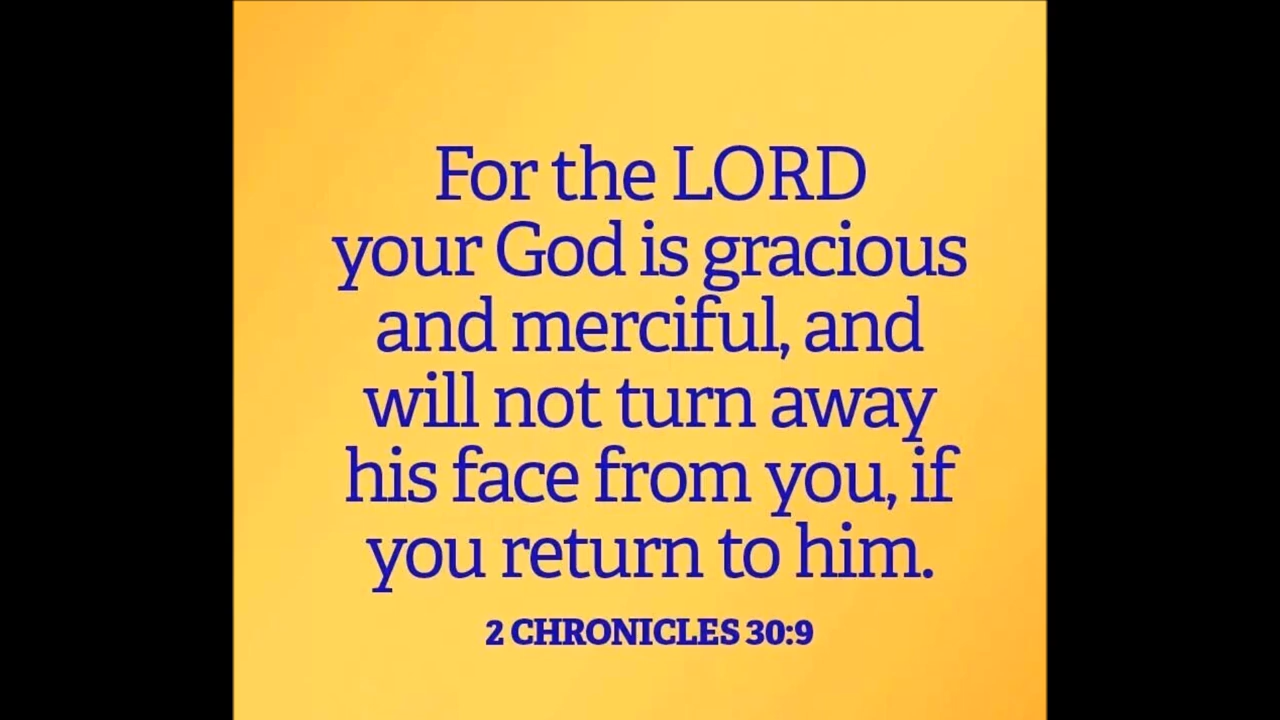 For the LORD
your God is gracious
and merciful, and
will not turn away
his face from you, if
you return to him.
2 CHRONICLES 30:9